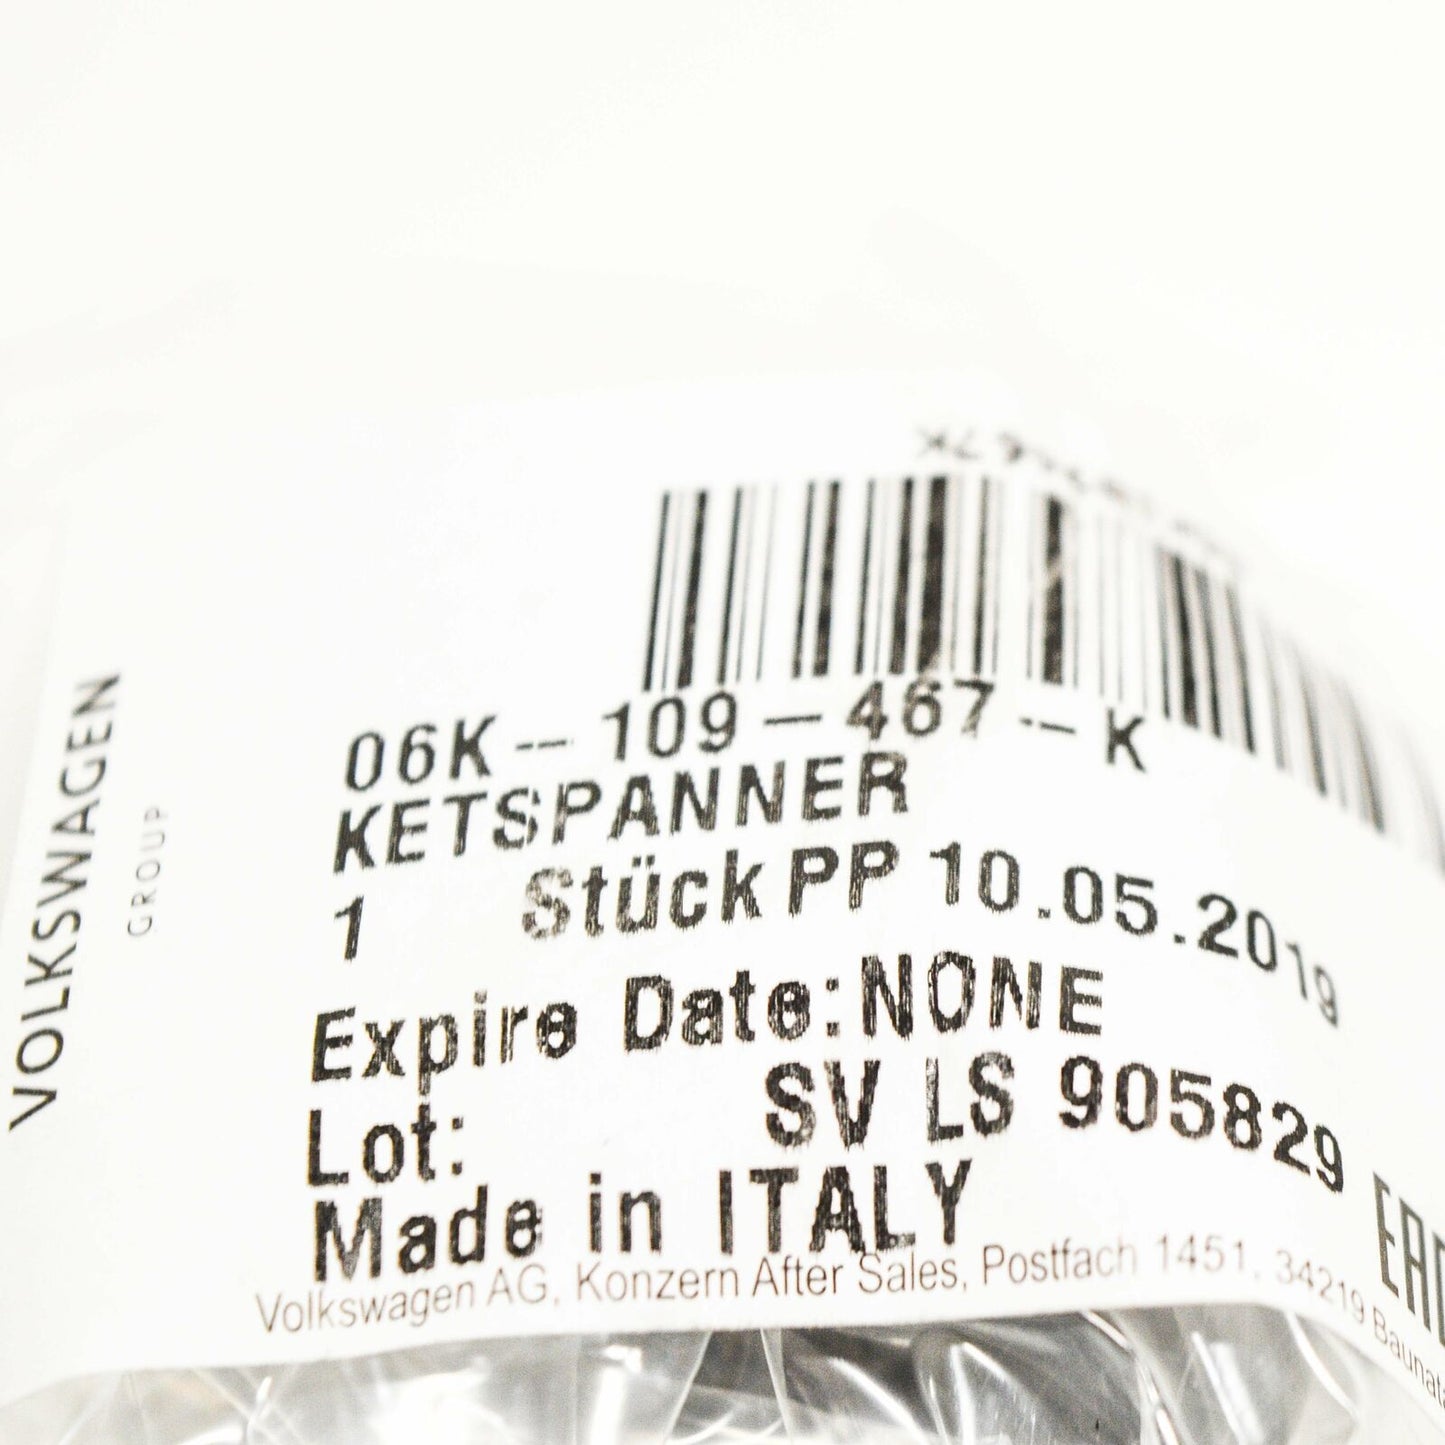 06K--109-467--K
KETSPANNER
1 Stück PP 10.05.2019
Expire Date:NONE
Lot: SV LS 905829
Made in ITALY
Volkswagen AG, Konzern After Sales, Postfach 1451, 34219
VOLKSWAGEN
GROUP